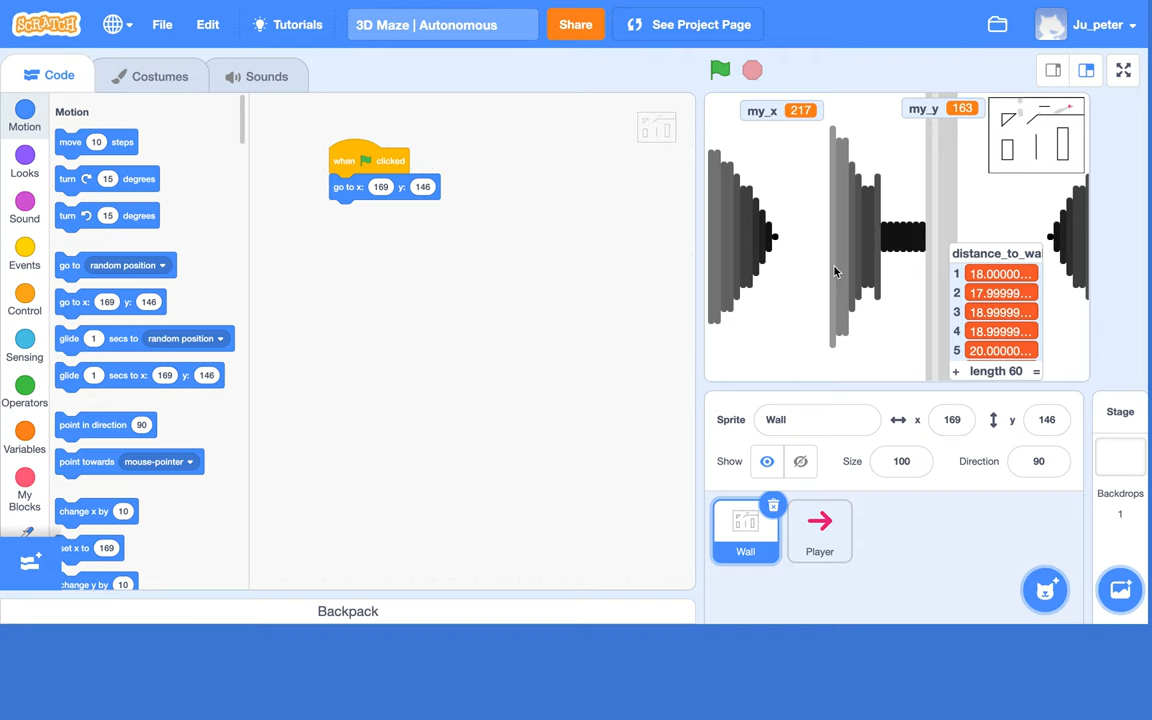 SCRATCH
File
Edit
Tutorials
3D Maze | Autonomous
Share
See Project Page
Ju_peter
Code
Costumes
Sounds
Motion
Looks
Sound
Events
Control
Sensing
Operators
Variables
My
Blocks
Motion
move 10 steps
turn 15 degrees
turn 15 degrees
go to random position
go to x: 169 y: 146
glide 1 secs to random position
glide 1 secs to x: 169 y: 146
point in direction 90
point towards mouse-pointer
change x by 10
set x to 169
change y by 10
when clicked
go to x: 169 y: 146
Backpack
my_x 217
my_y 163
distance_to_wa
1 18.00000...
2 17.99999...
3 18.99999...
4 18.99999...
5 20.00000...
+ length 60 =
Sprite Wall x 169 y 146
Show Size 100 Direction 90
Wall
Player
Stage
Backdrops
1